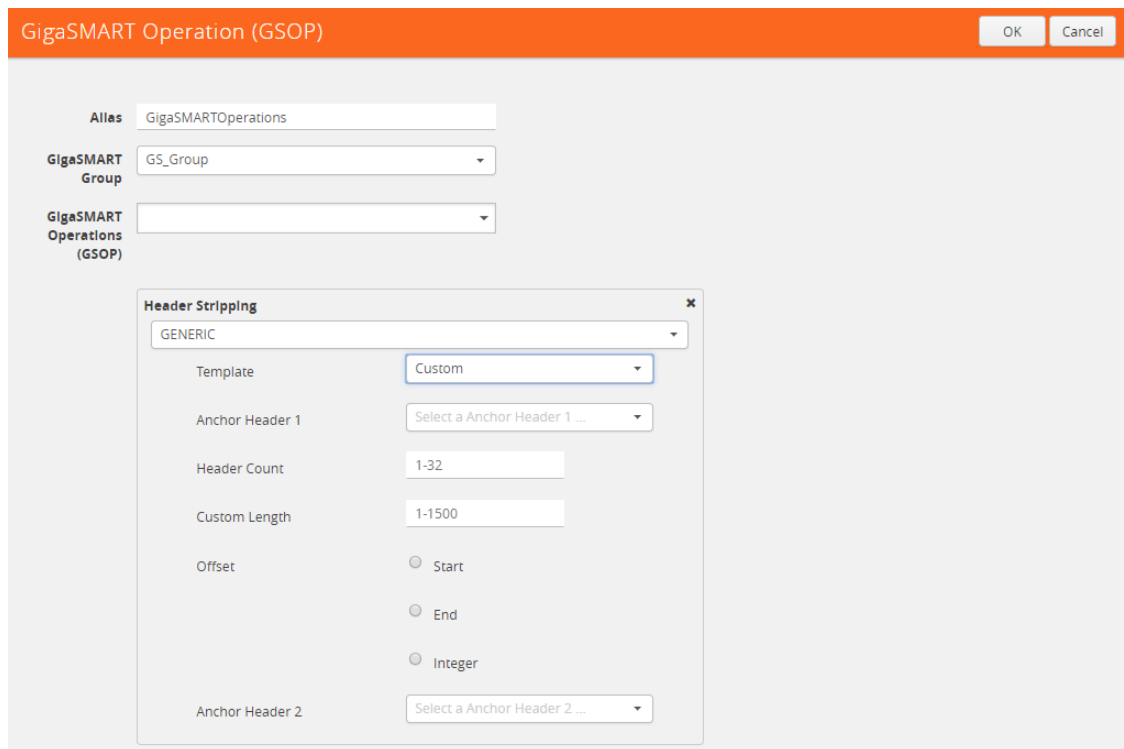 GigaSMART Operation (GSOP)
OK
Cancel
Alias
GigaSMARTOperations
GigaSMART
Group
GS_Group
GigaSMART
Operations
(GSOP)
Header Stripping
GENERIC
Template
Custom
Anchor Header 1
Select a Anchor Header 1 ...
Header Count
1-32
Custom Length
1-1500
Offset
Start
End
Integer
Anchor Header 2
Select a Anchor Header 2 ...